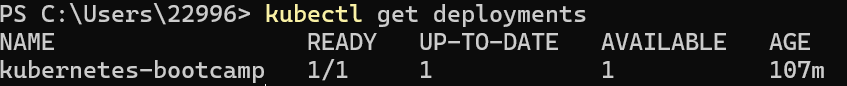 PS C:\Users\22996> kubectl get deployments
NAME                  READY   UP-TO-DATE   AVAILABLE   AGE
kubernetes-bootcamp   1/1     1            1           107m